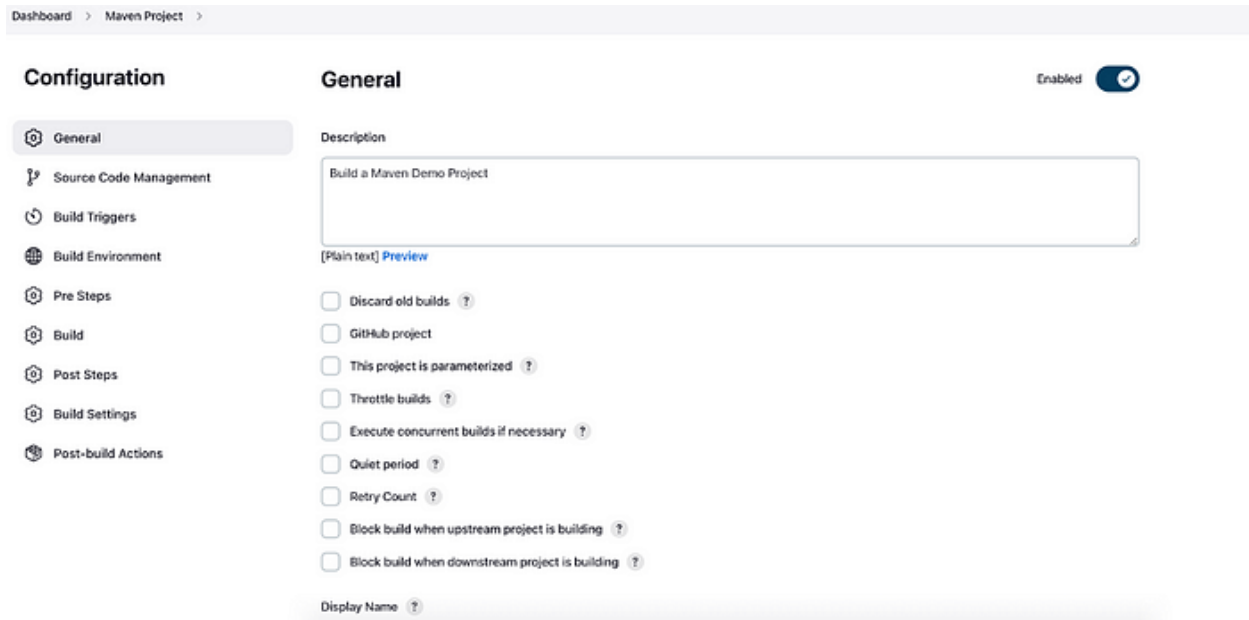 Dashboard > Maven Project >
Configuration
General
Source Code Management
Build Triggers
Build Environment
Pre Steps
Build
Post Steps
Build Settings
Post-build Actions
General
Enabled
Description
Build a Maven Demo Project
[Plain text] Preview
Discard old builds ?
GitHub project
This project is parameterized ?
Throttle builds ?
Execute concurrent builds if necessary ?
Quiet period ?
Retry Count ?
Block build when upstream project is building ?
Block build when downstream project is building ?
Display Name ?